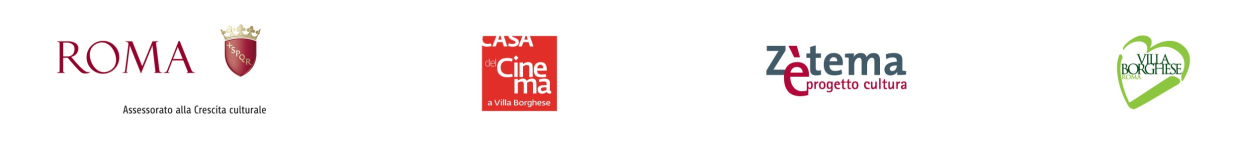 ROMA
SPQR
Assessorato alla Crescita culturale
CASA
del Cine
ma
a Villa Borghese
Zètema
progetto cultura
VILLA
BORGHESE
ROMA